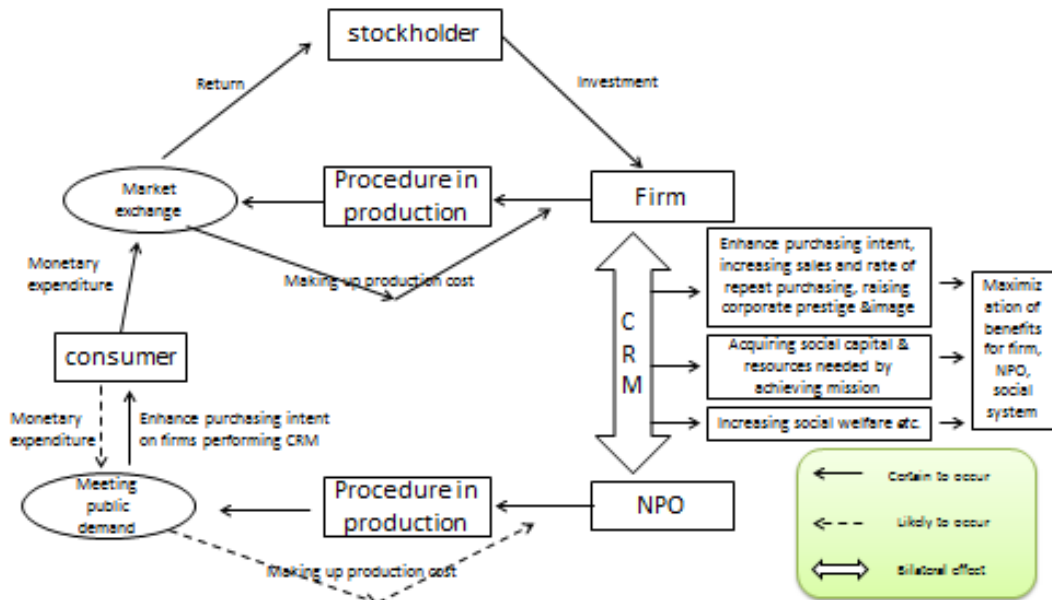 stockholder
Return
Investment
Market
exchange
Procedure in
production
Firm
Making up production cost
Monetary
expenditure
Enhance purchasing intent,
increasing sales and rate of
repeat purchasing, raising
corporate prestige &image
Maximiz
ation of
benefits
for firm,
NPO,
social
system
CRM
consumer
Acquiring social capital &
resources needed by
achieving mission
Monetary
expenditure
Enhance purchasing intent
on firms performing CRM
Increasing social welfare etc.
Meeting
public
demand
Procedure in
production
NPO
Making up production cost
Certain to occur
Likely to occur
Bilateral effect